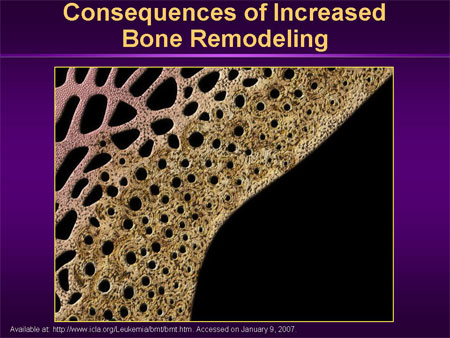 Consequences of Increased
Bone Remodeling
Available at: http://www.icla.org/Leukemia/bmt/bmt.htm. Accessed on January 9, 2007.